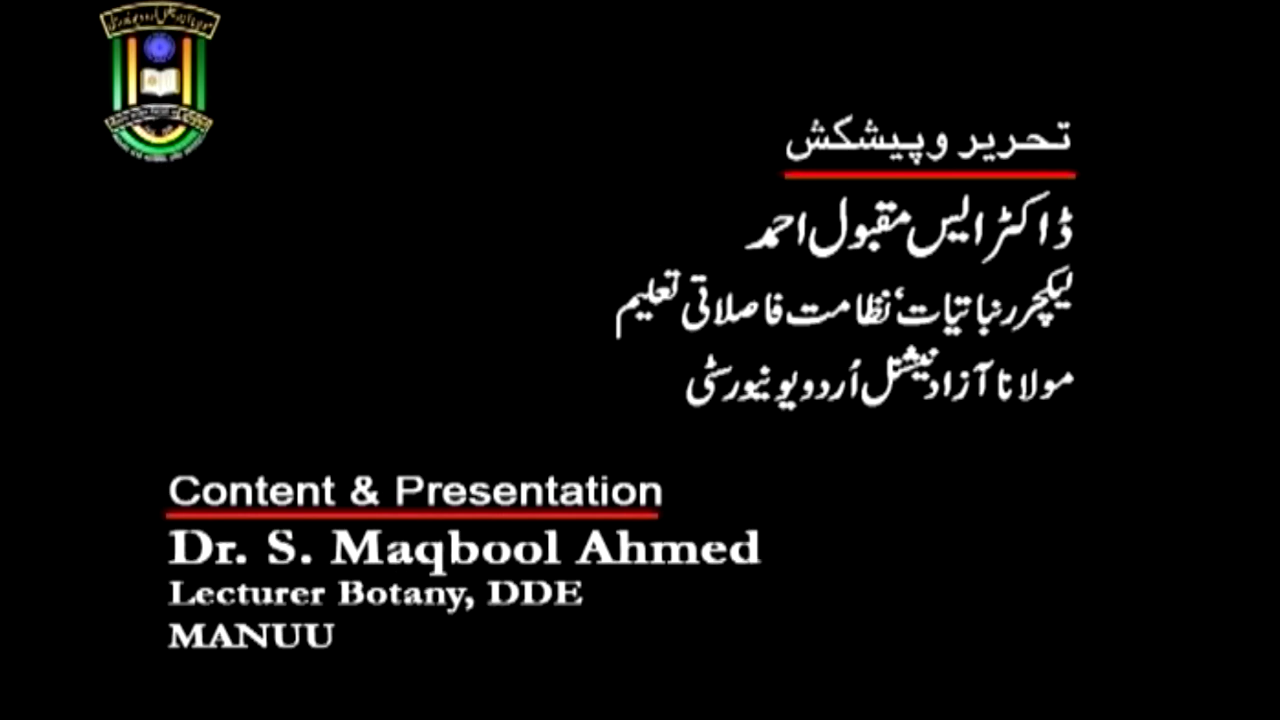 تحریر و پیشکش
ڈاکٹر ایس مقبول احمد
لیکچرر نباتیات، نظامت فاصلاتی تعلیم
مولانا آزاد نیشنل اُردو یونیورسٹی
Content & Presentation
Dr. S. Maqbool Ahmed
Lecturer Botany, DDE
MANUU